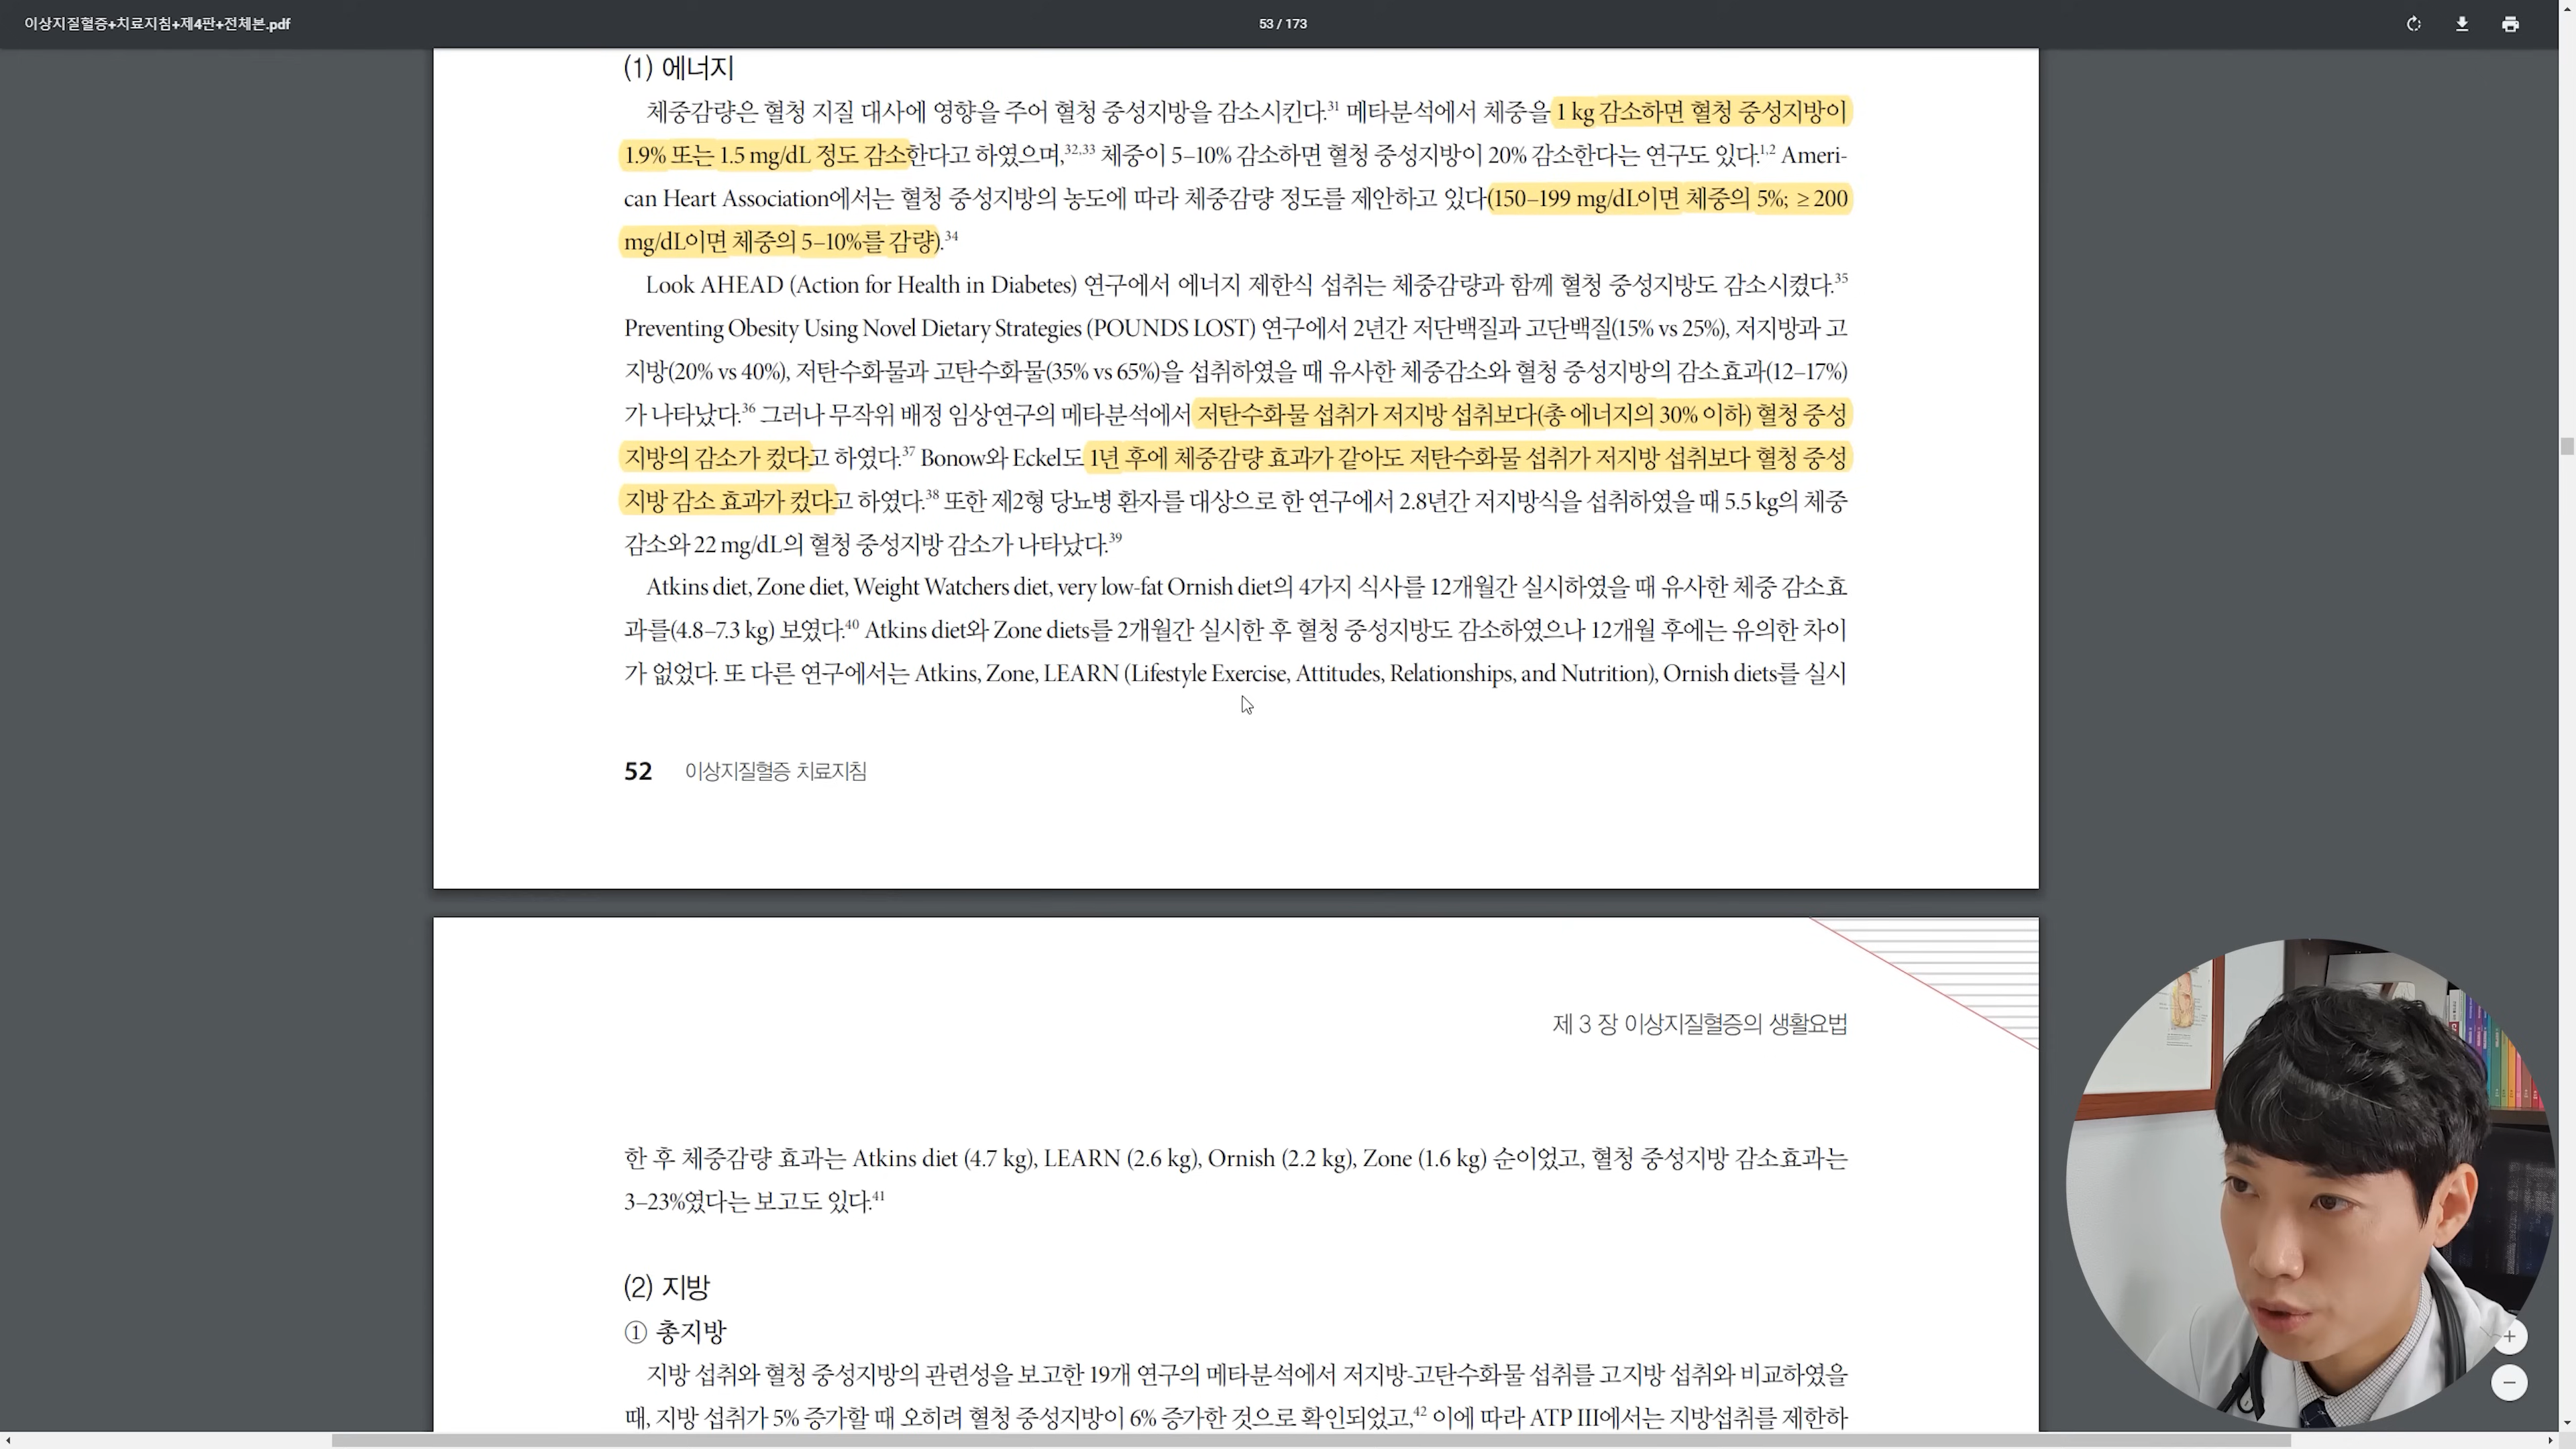 이상지질혈증+치료지침+제4판+전체본.pdf
53 / 173
(1) 에너지
체중감량은 혈청 지질 대사에 영향을 주어 혈청 중성지방을 감소시킨다.31 메타분석에서 체중을 1 kg 감소하면 혈청 중성지방이
1.9% 또는 1.5 mg/dL 정도 감소한다고 하였으며,32,33 체중이 5–10% 감소하면 혈청 중성지방이 20% 감소한다는 연구도 있다.1,2 Ameri-
can Heart Association에서는 혈청 중성지방의 농도에 따라 체중감량 정도를 제안하고 있다(150–199 mg/dL이면 체중의 5%; ≥200
mg/dL이면 체중의 5–10%를 감량).34
Look AHEAD (Action for Health in Diabetes) 연구에서 에너지 제한식 섭취는 체중감량과 함께 혈청 중성지방도 감소시켰다.35
Preventing Obesity Using Novel Dietary Strategies (POUNDS LOST) 연구에서 2년간 저단백질과 고단백질(15% vs 25%), 저지방과 고
지방(20% vs 40%), 저탄수화물과 고탄수화물(35% vs 65%)을 섭취하였을 때 유사한 체중감소와 혈청 중성지방의 감소효과(12–17%)
가 나타났다.36 그러나 무작위 배정 임상연구의 메타분석에서 저탄수화물 섭취가 저지방 섭취보다(총 에너지의 30% 이하) 혈청 중성
지방의 감소가 컸다고 하였다.37 Bonow와 Eckel도 1년 후에 체중감량 효과가 같아도 저탄수화물 섭취가 저지방 섭취보다 혈청 중성
지방 감소 효과가 컸다고 하였다.38 또한 제2형 당뇨병 환자를 대상으로 한 연구에서 2.8년간 저지방식을 섭취하였을 때 5.5 kg의 체중
감소와 22 mg/dL의 혈청 중성지방 감소가 나타났다.39
Atkins diet, Zone diet, Weight Watchers diet, very low-fat Ornish diet의 4가지 식사를 12개월간 실시하였을 때 유사한 체중 감소효
과를(4.8–7.3 kg) 보였다.40 Atkins diet와 Zone diets를 2개월간 실시한 후 혈청 중성지방도 감소하였으나 12개월 후에는 유의한 차이
가 없었다. 또 다른 연구에서는 Atkins, Zone, LEARN (Lifestyle Exercise, Attitudes, Relationships, and Nutrition), Ornish diets를 실시
52 이상지질혈증 치료지침
제 3 장 이상지질혈증의 생활요법
한 후 체중감량 효과는 Atkins diet (4.7 kg), LEARN (2.6 kg), Ornish (2.2 kg), Zone (1.6 kg) 순이었고, 혈청 중성지방 감소효과는
3–23%였다는 보고도 있다.41
(2) 지방
① 총지방
지방 섭취와 혈청 중성지방의 관련성을 보고한 19개 연구의 메타분석에서 저지방-고탄수화물 섭취를 고지방 섭취와 비교하였을
때, 지방 섭취가 5% 증가할 때 오히려 혈청 중성지방이 6% 증가한 것으로 확인되었고,42 이에 따라 ATP III에서는 지방섭취를 제한하